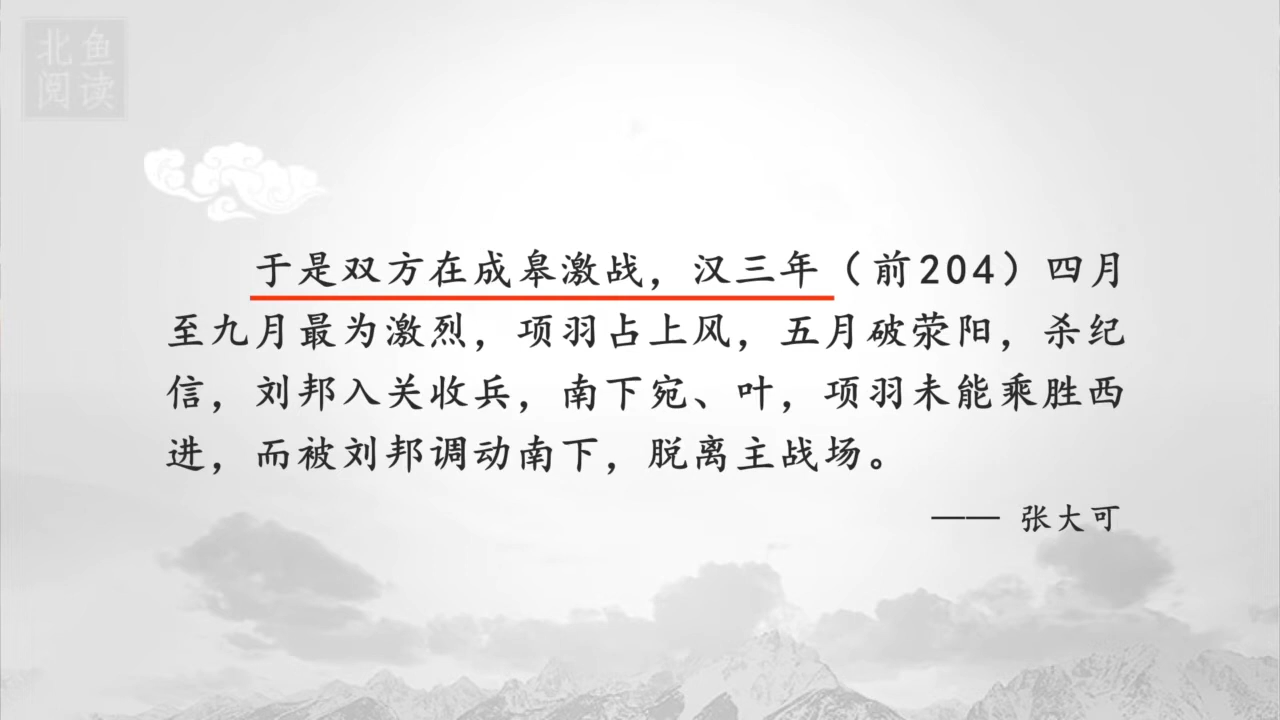 北鱼
阅读
于是双方在成皋激战，汉三年（前204）四月
至九月最为激烈，项羽占上风，五月破荥阳，杀纪
信，刘邦入关收兵，南下宛、叶，项羽未能乘胜西
进，而被刘邦调动南下，脱离主战场。
—— 张大可